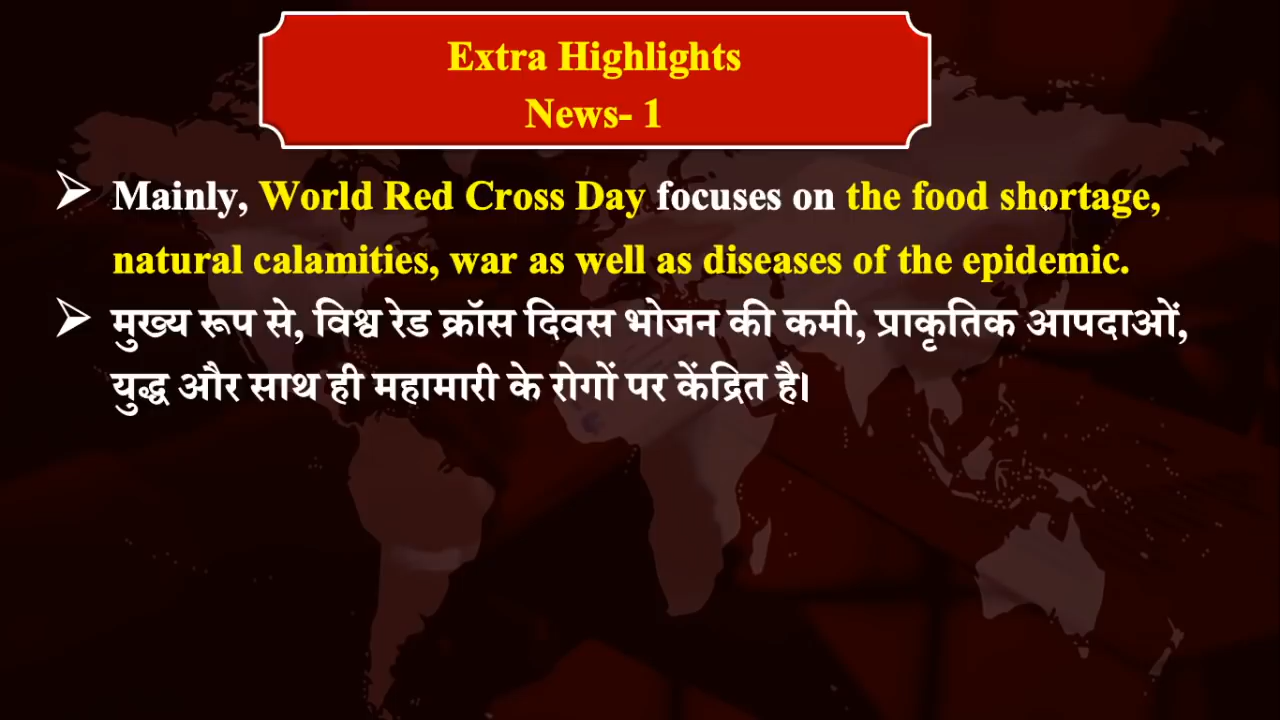 Extra Highlights
News- 1
Mainly, World Red Cross Day focuses on the food shortage,
natural calamities, war as well as diseases of the epidemic.
मुख्य रूप से, विश्व रेड क्रॉस दिवस भोजन की कमी, प्राकृतिक आपदाओं,
युद्ध और साथ ही महामारी के रोगों पर केंद्रित है।